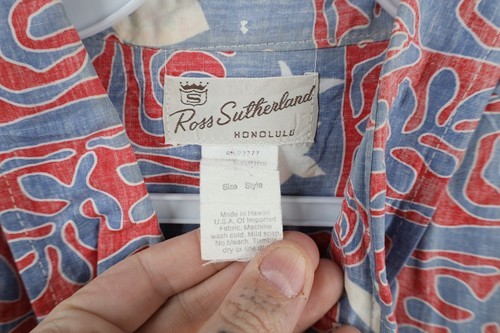 S
Ross Sutherland
HONOLULU
Size Style
Made in Hawaii
U.S.A. Of Imported
Fabric, Machine
wash cold. Mild soap
No bleach. Tumble
dry or line